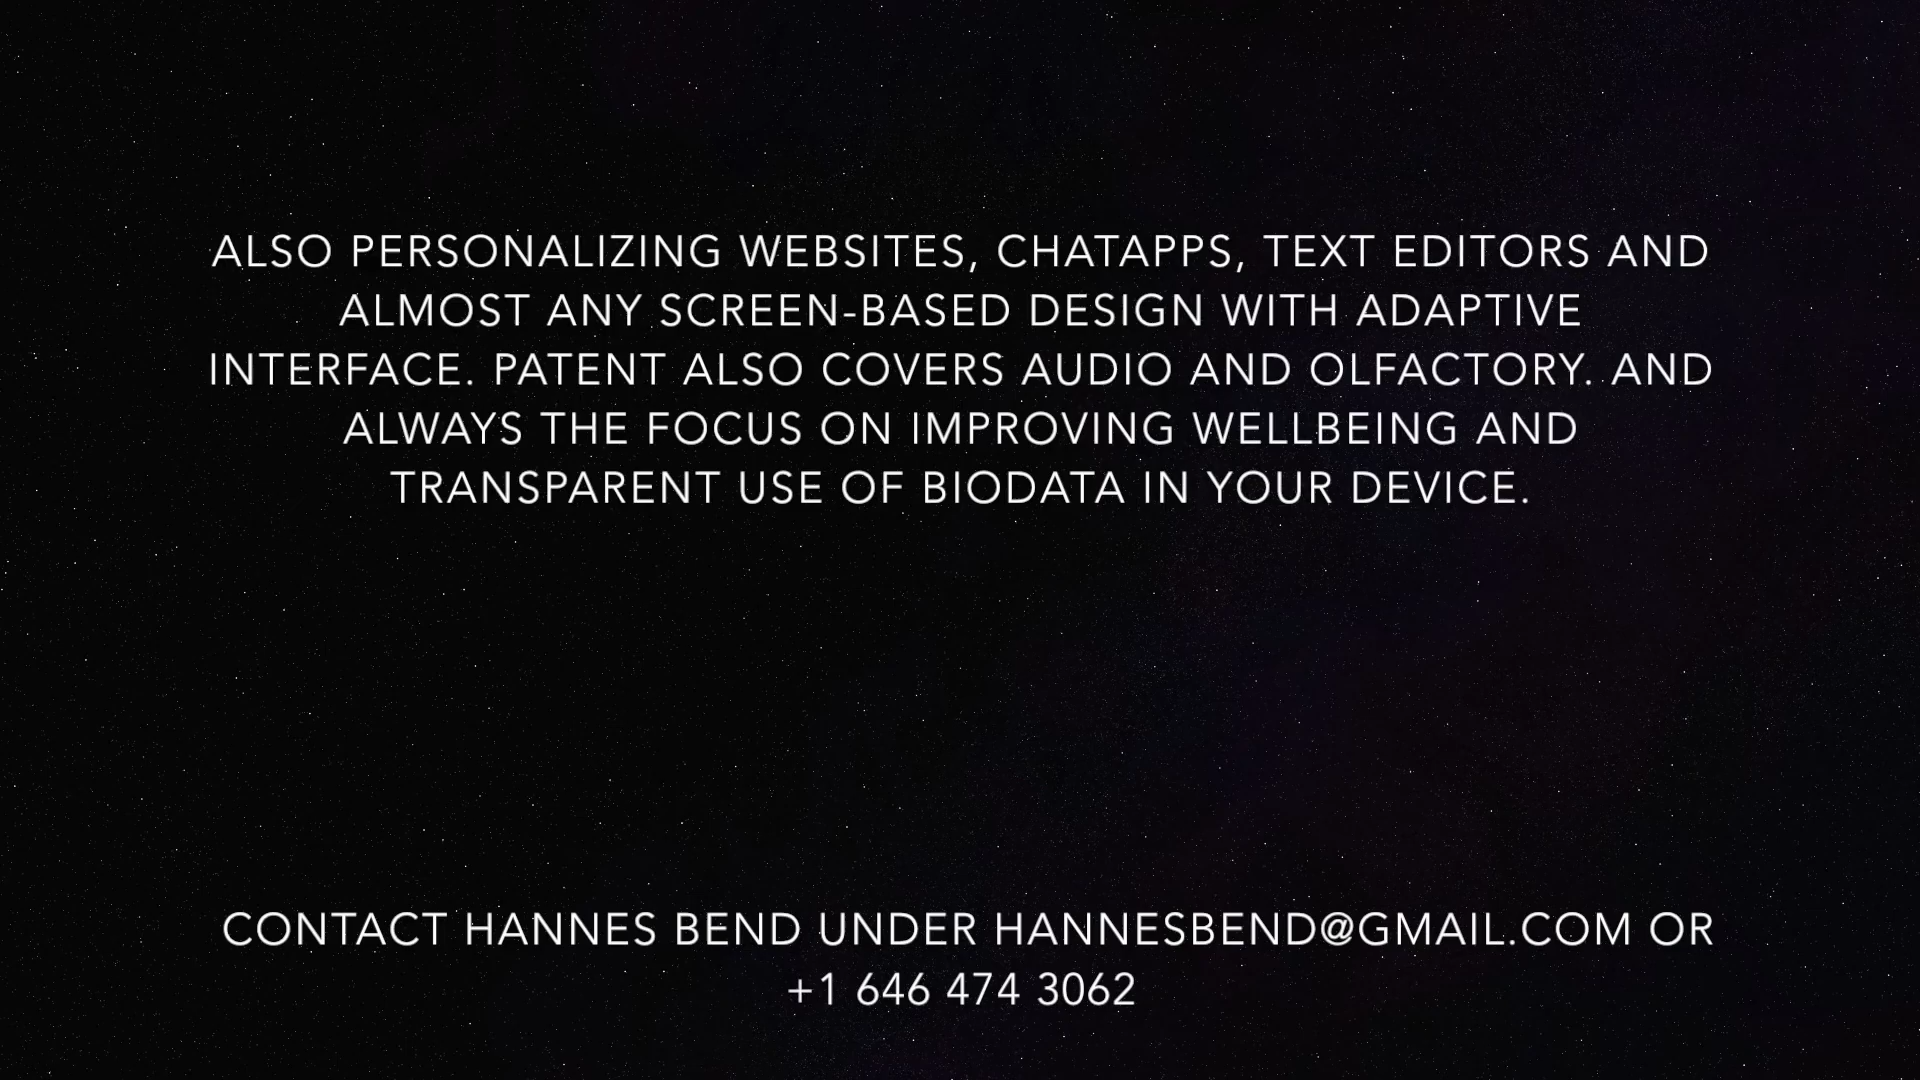 ALSO PERSONALIZING WEBSITES, CHATAPPS, TEXT EDITORS AND
ALMOST ANY SCREEN-BASED DESIGN WITH ADAPTIVE
INTERFACE. PATENT ALSO COVERS AUDIO AND OLFACTORY. AND
ALWAYS THE FOCUS ON IMPROVING WELLBEING AND
TRANSPARENT USE OF BIODATA IN YOUR DEVICE.
CONTACT HANNES BEND UNDER HANNESBEND@GMAIL.COM OR
+1 646 474 3062